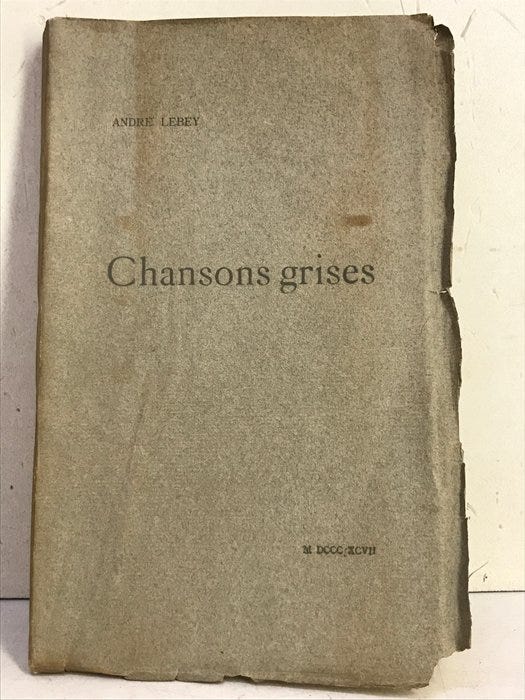 ANDRÉ LEBEY
Chansons grises
M DCCC XCVII